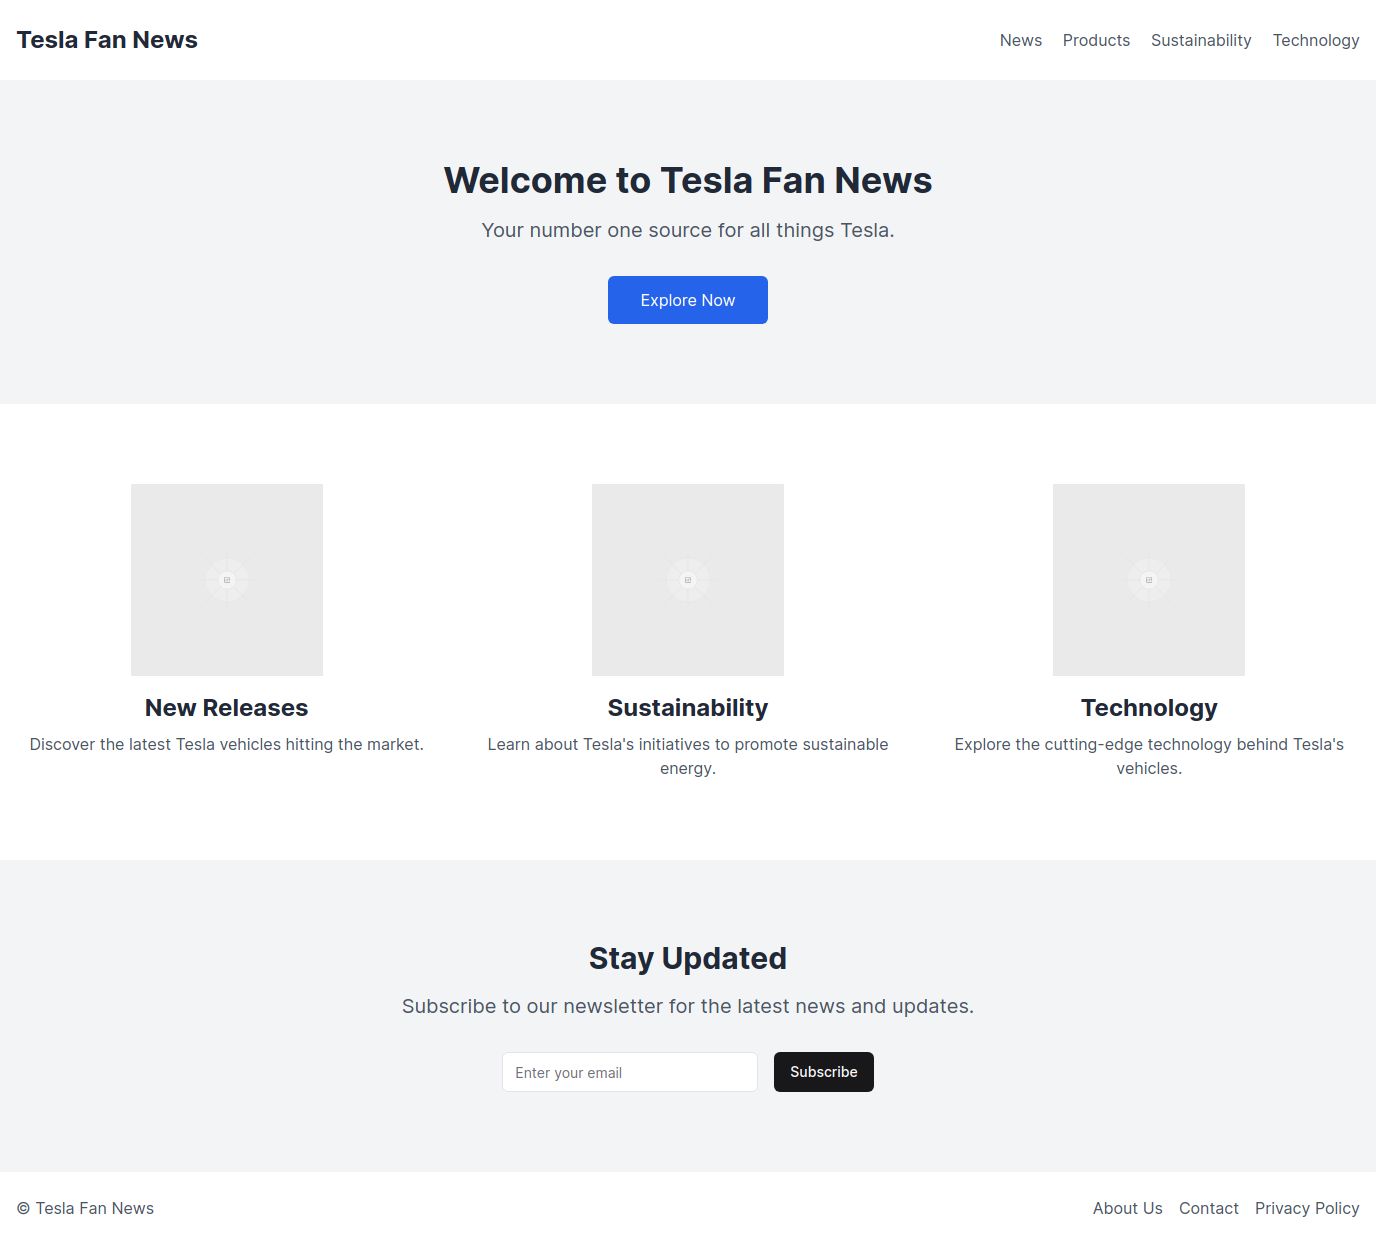 Tesla Fan News
News Products Sustainability Technology
Welcome to Tesla Fan News
Your number one source for all things Tesla.
Explore Now
New Releases
Discover the latest Tesla vehicles hitting the market.
Sustainability
Learn about Tesla's initiatives to promote sustainable
energy.
Technology
Explore the cutting-edge technology behind Tesla's
vehicles.
Stay Updated
Subscribe to our newsletter for the latest news and updates.
Enter your email
Subscribe
© Tesla Fan News
About Us Contact Privacy Policy